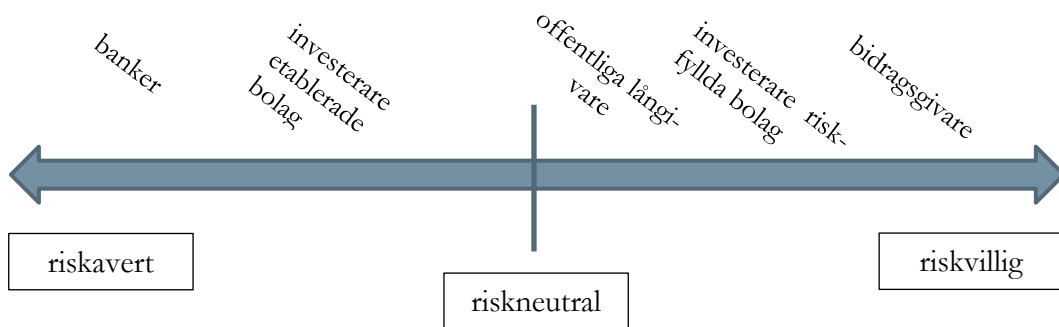 banker
investerare
etablerade
bolag
offentliga långi-
vare
investerare risk-
fyllda bolag
bidragsgivare
riskavert
riskneutral
riskvillig